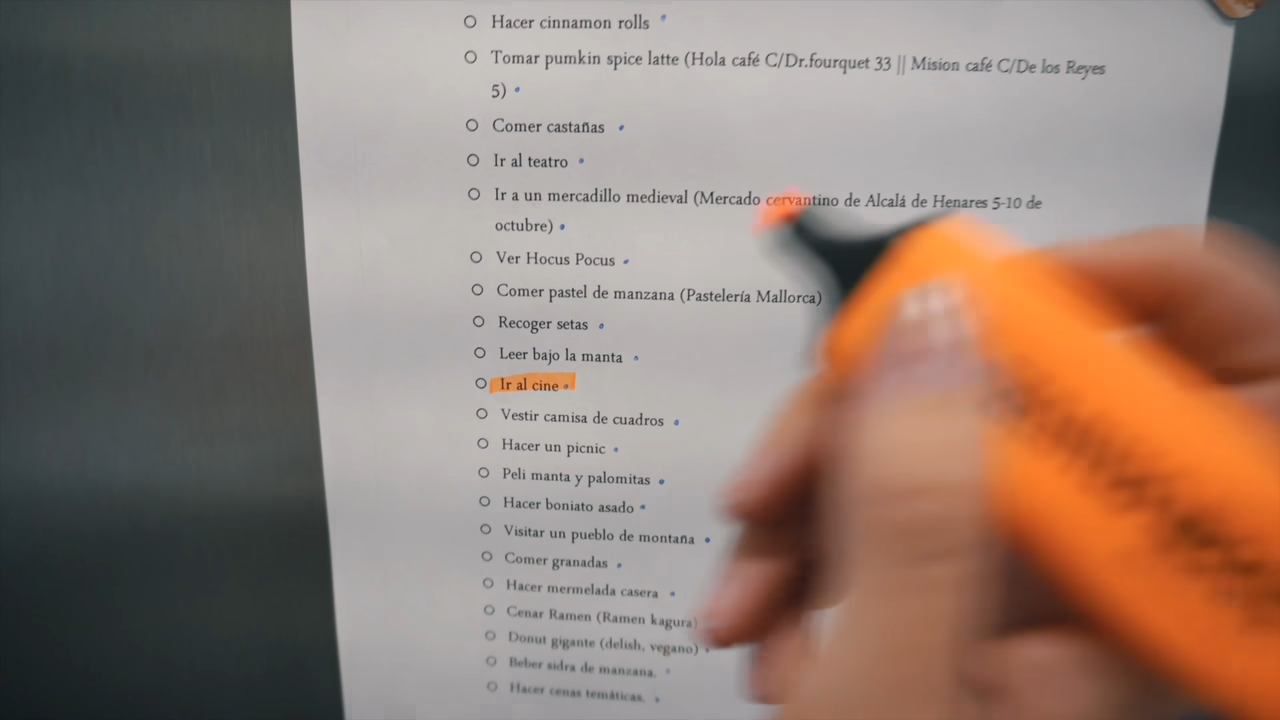 Hacer cinnamon rolls
Tomar pumkin spice latte (Hola café C/Dr.fourquet 33 || Mision café C/De los Reyes
5)
Comer castañas
Ir al teatro
Ir a un mercadillo medieval (Mercado cervantino de Alcalá de Henares 5-10 de
octubre)
Ver Hocus Pocus
Comer pastel de manzana (Pastelería Mallorca)
Recoger setas
Leer bajo la manta
Ir al cine
Vestir camisa de cuadros
Hacer un picnic
Peli manta y palomitas
Hacer boniato asado
Visitar un pueblo de montaña
Comer granadas
Hacer mermelada casera
Cenar Ramen (Ramen kagura)
Donut gigante (delish, vegano)
Beber sidra de manzana.
Hacer cenas temáticas.